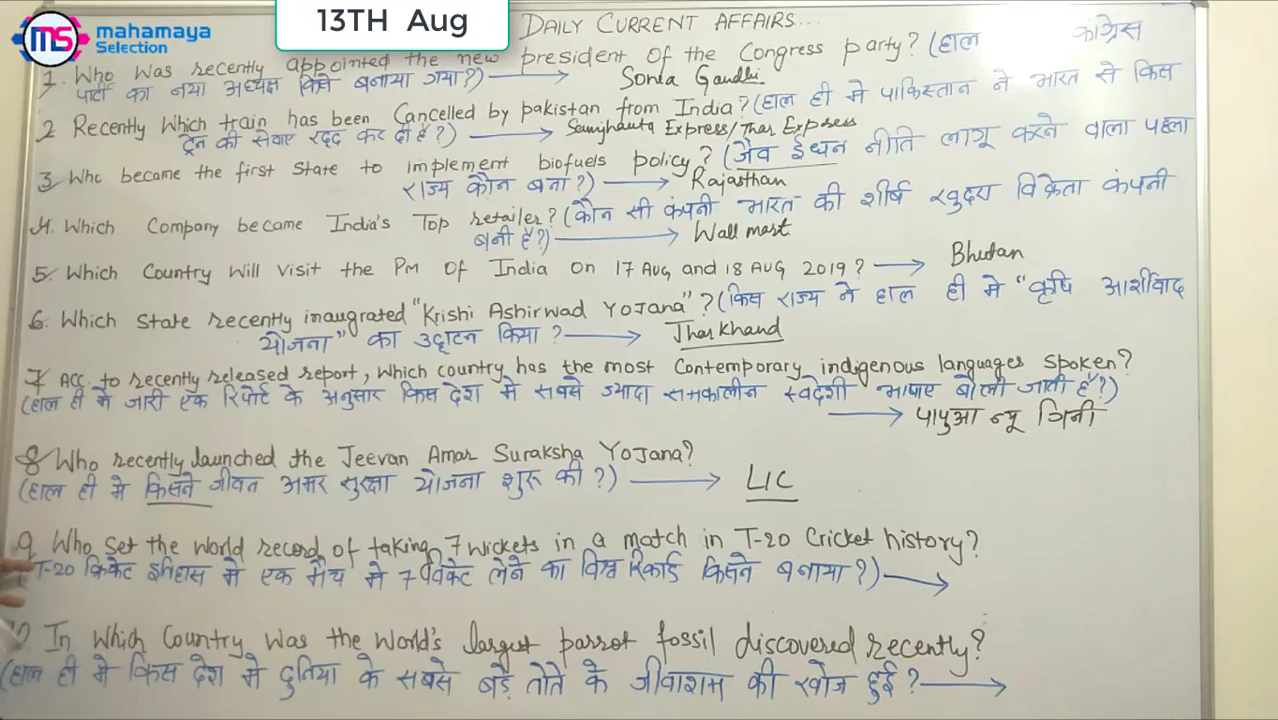 mahamaya
Selection
13TH Aug
DAILY CURRENT AFFAIRS...
1. Who was recently appointed the new president Of the Congress party? (हाल कांग्रेस
पार्टी का नया अध्यक्ष किसे बनाया गया?) Sonia Gandhi
2 Recently Which train has been Cancelled by pakistan from India? (हाल ही मे पाकिस्तान ने भारत से किस
ट्रेन की सेवाए रद्द कर दी है?) Samjhauta Express/Thar Express
3 Who became the first State to implement biofuels policy? (जैव ईंधन नीति लागू करने वाला पहला
राज्य कौन बना?) Rajasthan
4. Which Company became India's Top retailer? (कौन सी कंपनी भारत की शीर्ष खुदरा विक्रेता कंपनी
बनी है?) Wall mart
5. Which Country Will Visit the PM Of India On 17 AUG and 18 AUG 2019? Bhutan
6. Which State recently inaugrated "Krishi Ashirwad YoJana"? (किस राज्य ने हाल ही मे "कृषि आर्शीवाद
योजना" का उद्घाटन किया? Jharkhand
7 ACC. to recently released report, which country has the most Contemporary indigenous languages spoken?
(हाल ही मे जारी एक रिपोर्ट के अनुसार किस देश मे सबसे ज्यादा समकालीन स्वदेशी भाषाए बोली जाती है?)
पापुआ न्यू गिनी
8 Who recently launched the Jeevan Amar Suraksha YoJana?
(हाल ही मे किसने जीवन अमर सुरक्षा योजना शुरू की?) LIC
9 Who Set the World record of taking 7 wickets in a match in T-20 Cricket history?
T-20 क्रिकेट इतिहास मे एक मैच मे 7 विकेट लेने का विश्व रिकॉर्ड किसने बनाया?)
In Which Country Was the World's largest parrot fossil discovered recently?
(हाल ही मे किस देश मे दुनिया के सबसे बड़े तोते के जीवाश्म की खोज हुई?